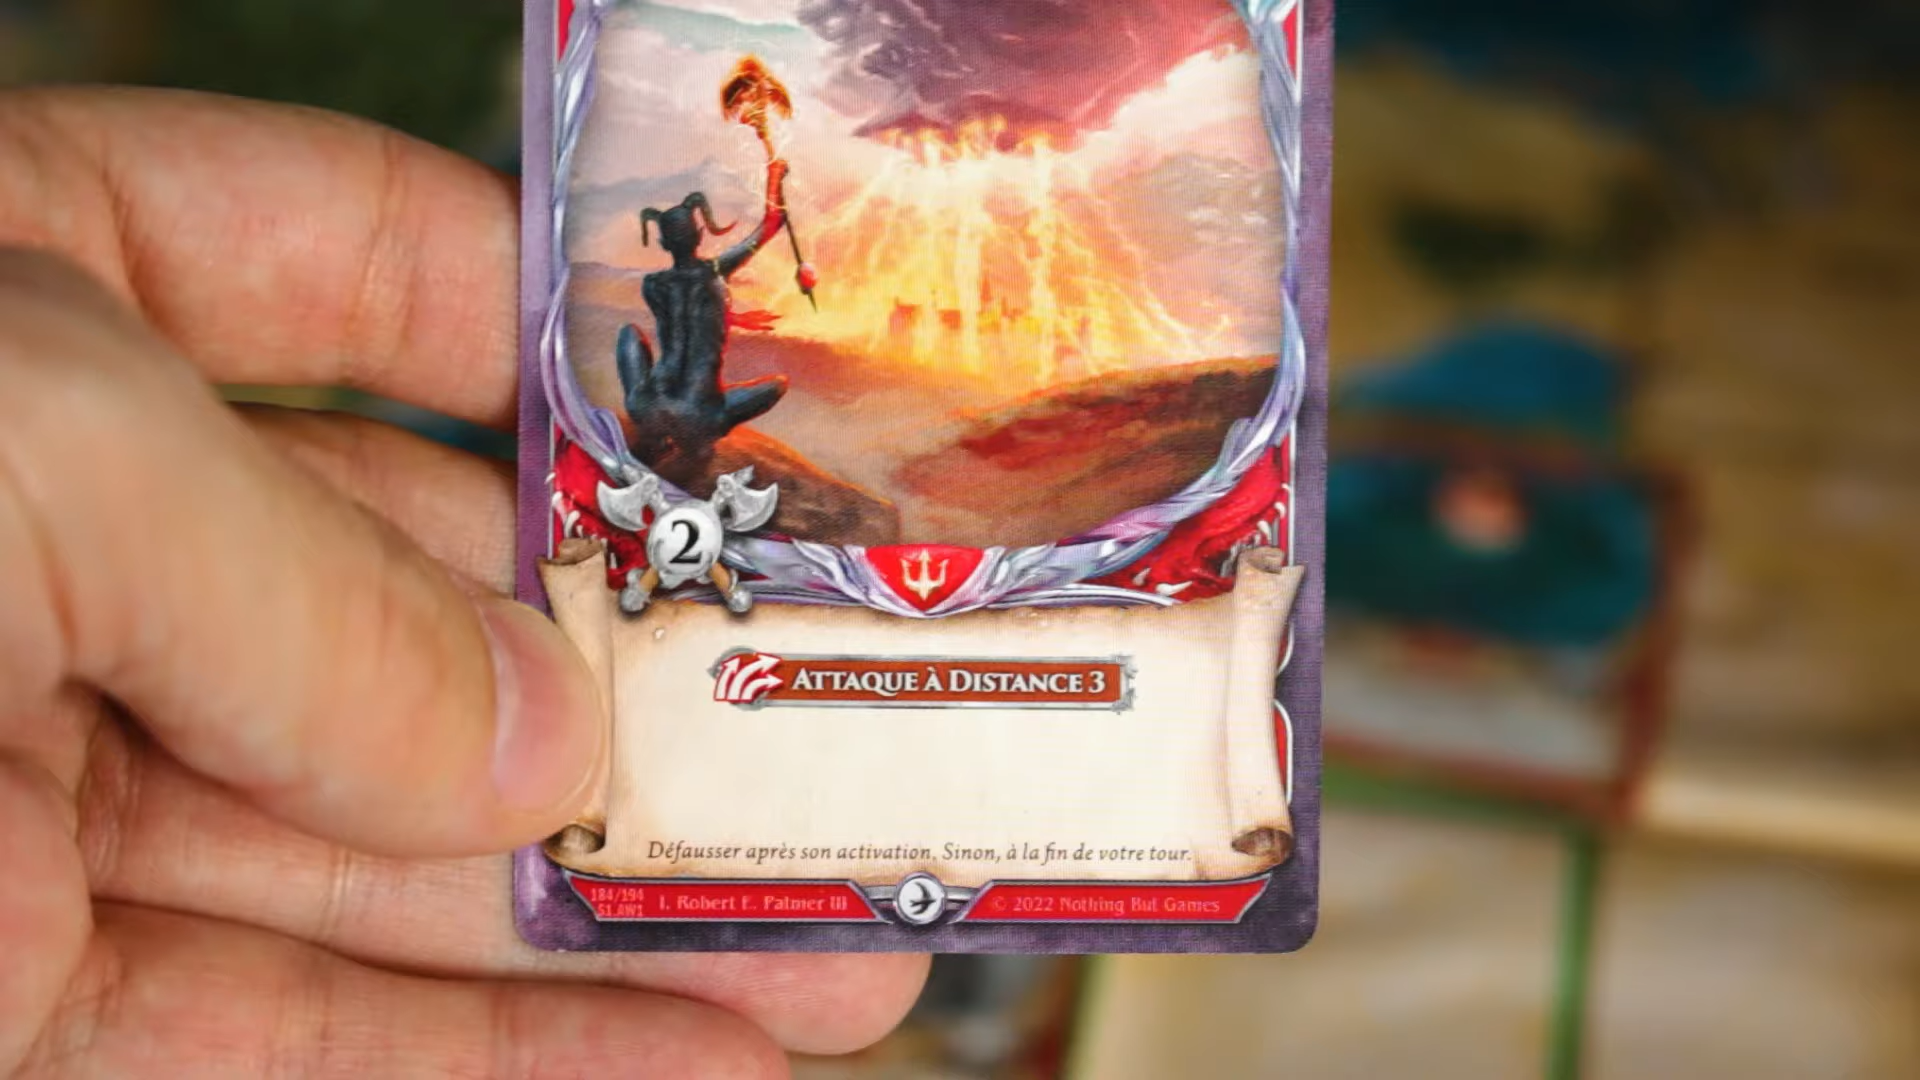 2
ATTAQUE À DISTANCE 3
Défausser après son activation, Sinon, à la fin de votre tour.
184/194
S1.AW1
I. Robert E. Palmer III
© 2022 Nothing But Games